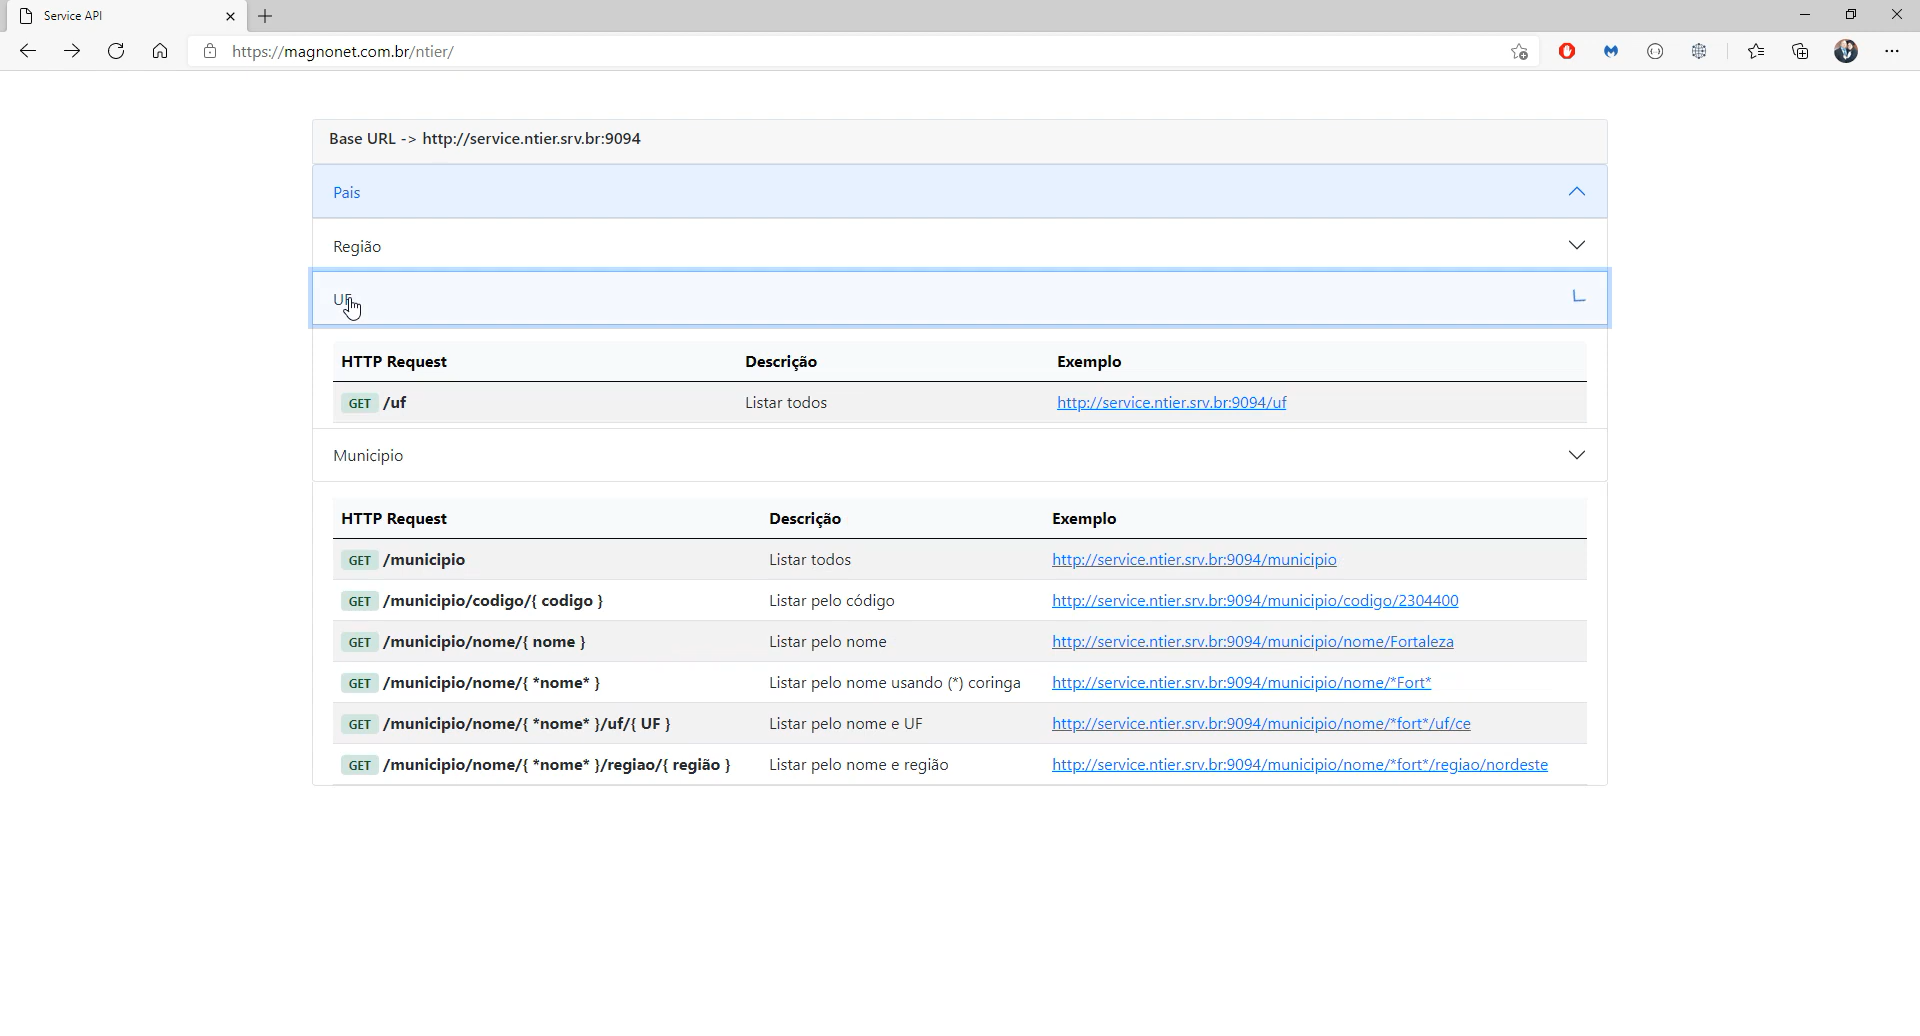 Service API
https://magnonet.com.br/ntier/
Base URL -> http://service.ntier.srv.br:9094
Pais
Região
UF
HTTP Request Descrição Exemplo
GET /uf Listar todos http://service.ntier.srv.br:9094/uf
Municipio
HTTP Request Descrição Exemplo
GET /municipio Listar todos http://service.ntier.srv.br:9094/municipio
GET /municipio/codigo/{ codigo } Listar pelo código http://service.ntier.srv.br:9094/municipio/codigo/2304400
GET /municipio/nome/{ nome } Listar pelo nome http://service.ntier.srv.br:9094/municipio/nome/Fortaleza
GET /municipio/nome/{ *nome* } Listar pelo nome usando (*) coringa http://service.ntier.srv.br:9094/municipio/nome/*Fort*
GET /municipio/nome/{ *nome* }/uf/{ UF } Listar pelo nome e UF http://service.ntier.srv.br:9094/municipio/nome/*fort*/uf/ce
GET /municipio/nome/{ *nome* }/regiao/{ região } Listar pelo nome e região http://service.ntier.srv.br:9094/municipio/nome/*fort*/regiao/nordeste